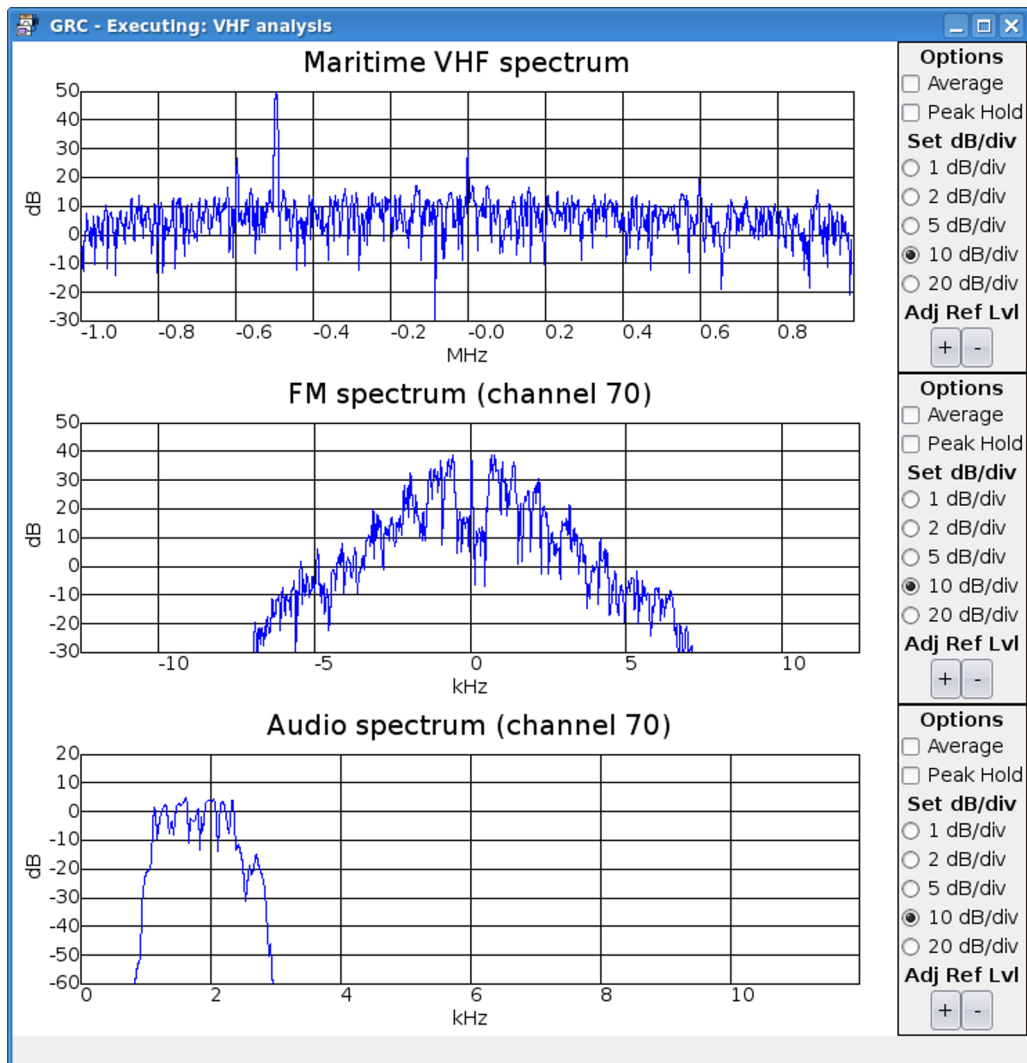 GRC - Executing: VHF analysis
Maritime VHF spectrum
50
40
30
20
10
0
-10
-20
-30
dB
-1.0 -0.8 -0.6 -0.4 -0.2 -0.0 0.2 0.4 0.6 0.8
MHz
Options
Average
Peak Hold
Set dB/div
1 dB/div
2 dB/div
5 dB/div
10 dB/div
20 dB/div
Adj Ref Lvl
+ -
FM spectrum (channel 70)
50
40
30
20
10
0
-10
-20
-30
dB
-10 -5 0 5 10
kHz
Options
Average
Peak Hold
Set dB/div
1 dB/div
2 dB/div
5 dB/div
10 dB/div
20 dB/div
Adj Ref Lvl
+ -
Audio spectrum (channel 70)
20
10
0
-10
-20
-30
-40
-50
-60
dB
0 2 4 6 8 10
kHz
Options
Average
Peak Hold
Set dB/div
1 dB/div
2 dB/div
5 dB/div
10 dB/div
20 dB/div
Adj Ref Lvl
+ -